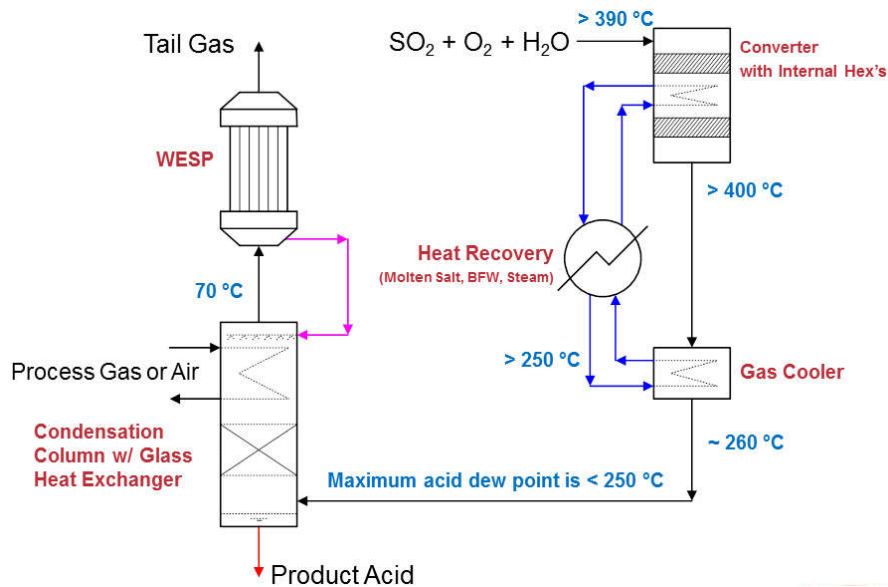 Tail Gas
WESP
70 °C
Process Gas or Air
Condensation
Column w/ Glass
Heat Exchanger
Product Acid
SO₂ + O₂ + H₂O
> 390 °C
Converter
with Internal Hex's
> 400 °C
Heat Recovery
(Molten Salt, BFW, Steam)
> 250 °C
Gas Cooler
~ 260 °C
Maximum acid dew point is < 250 °C